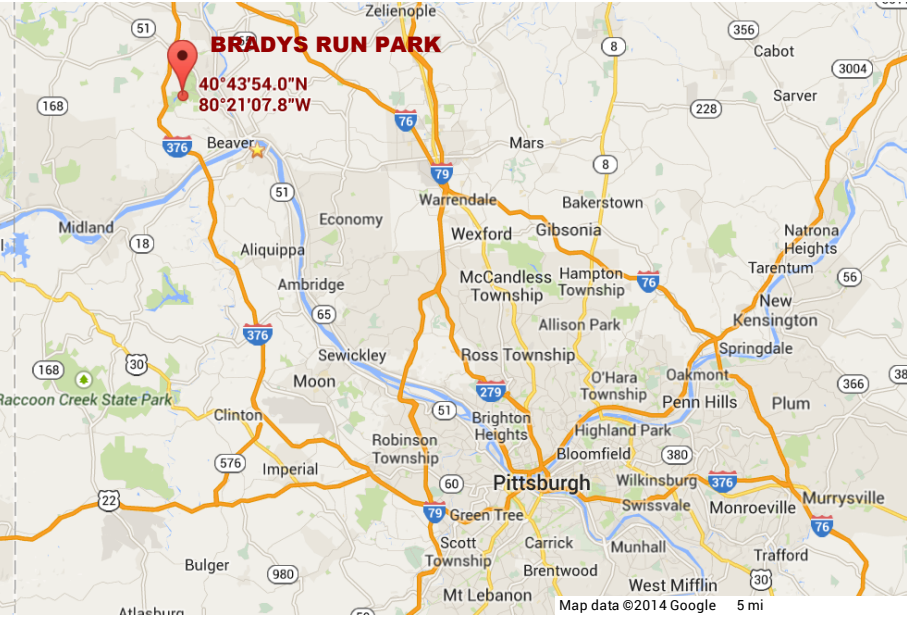 Zelienople
51
BRADYS RUN PARK
8
356
Cabot
40°43'54.0"N
80°21'07.8"W
3004
Sarver
168
76
228
376
Beaver
Mars
8
79
51
Warrendale
Bakerstown
Midland
Economy
Wexford
Gibsonia
Natrona
Heights
18
Aliquippa
McCandless
Township
Hampton
Township
76
Tarentum
56
Ambridge
New
Kensington
65
Allison Park
376
Sewickley
Ross Township
Springdale
168
30
Moon
O'Hara
Township
Oakmont
366
38
Raccoon Creek State Park
279
Penn Hills
Plum
Clinton
51
Brighton
Heights
Highland Park
Robinson
Township
Bloomfield
380
576
Imperial
60
Pittsburgh
Wilkinsburg
376
22
79
Green Tree
Swissvale
Monroeville
Murrysville
76
Scott
Township
Carrick
Munhall
Trafford
Bulger
980
Brentwood
30
Mt Lebanon
West Mifflin
Atlasburg
50
Map data ©2014 Google 5 mi